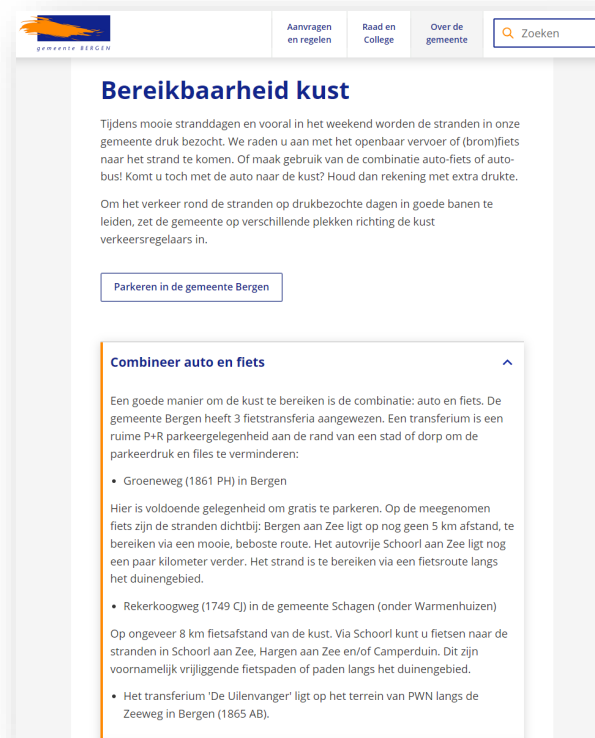 gemeente BERGEN
Aanvragen
en regelen
Raad en
College
Over de
gemeente
Zoeken
Bereikbaarheid kust
Tijdens mooie stranddagen en vooral in het weekend worden de stranden in onze
gemeente druk bezocht. We raden u aan met het openbaar vervoer of (brom)fiets
naar het strand te komen. Of maak gebruik van de combinatie auto-fiets of auto-
bus! Komt u toch met de auto naar de kust? Houd dan rekening met extra drukte.
Om het verkeer rond de stranden op drukbezochte dagen in goede banen te
leiden, zet de gemeente op verschillende plekken richting de kust
verkeersregelaars in.
Parkeren in de gemeente Bergen
Combineer auto en fiets
Een goede manier om de kust te bereiken is de combinatie: auto en fiets. De
gemeente Bergen heeft 3 fietstransferia aangewezen. Een transferium is een
ruime P+R parkeergelegenheid aan de rand van een stad of dorp om de
parkeerdruk en files te verminderen:
• Groeneweg (1861 PH) in Bergen
Hier is voldoende gelegenheid om gratis te parkeren. Op de meegenomen
fiets zijn de stranden dichtbij: Bergen aan Zee ligt op nog geen 5 km afstand, te
bereiken via een mooie, beboste route. Het autovrije Schoorl aan Zee ligt nog
een paar kilometer verder. Het strand is te bereiken via een fietsroute langs
het duinengebied.
• Rekerkoogweg (1749 CJ) in de gemeente Schagen (onder Warmenhuizen)
Op ongeveer 8 km fietsafstand van de kust. Via Schoorl kunt u fietsen naar de
stranden in Schoorl aan Zee, Hargen aan Zee en/of Camperduin. Dit zijn
voornamelijk vrijliggende fietspaden of paden langs het duinengebied.
• Het transferium 'De Uilenvanger' ligt op het terrein van PWN langs de
Zeeweg in Bergen (1865 AB).